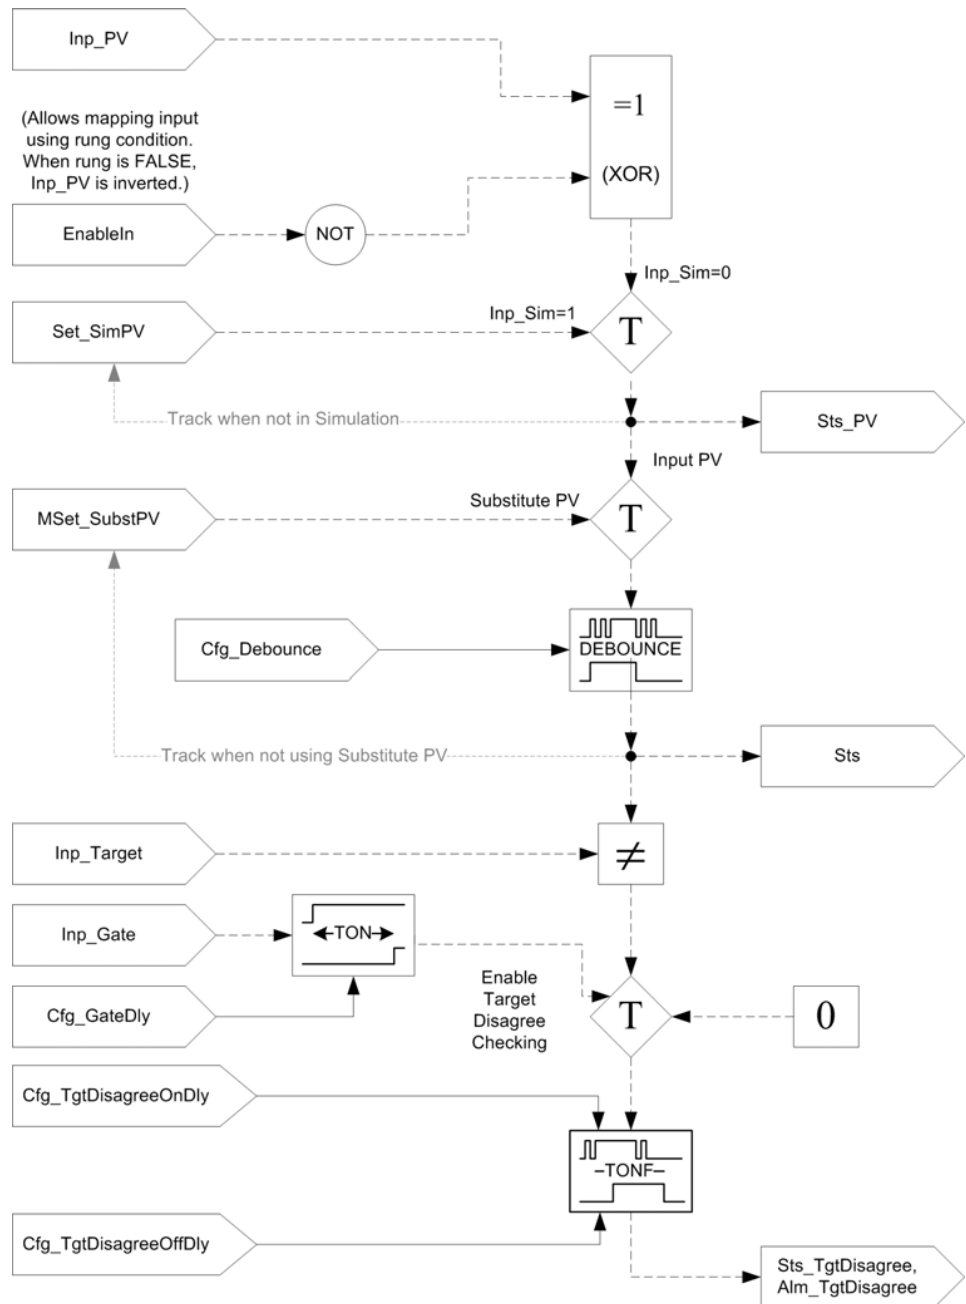 Inp_PV
=1
(XOR)
(Allows mapping input
using rung condition.
When rung is FALSE,
Inp_PV is inverted.)
EnableIn
NOT
Inp_Sim=0
Set_SimPV
Inp_Sim=1
T
Track when not in Simulation
Sts_PV
Input PV
MSet_SubstPV
Substitute PV
T
Cfg_Debounce
DEBOUNCE
Track when not using Substitute PV
Sts
Inp_Target
≠
Inp_Gate
TON
Cfg_GateDly
Enable
Target
Disagree
Checking
T
0
Cfg_TgtDisagreeOnDly
TONF
Cfg_TgtDisagreeOffDly
Sts_TgtDisagree,
Alm_TgtDisagree